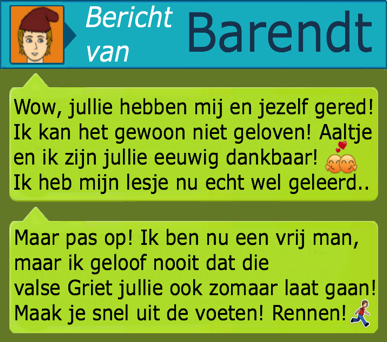 Bericht van Barendt
Wow, jullie hebben mij en jezelf gered!
Ik kan het gewoon niet geloven! Aaltje
en ik zijn jullie eeuwig dankbaar!
Ik heb mijn lesje nu echt wel geleerd..
Maar pas op! Ik ben nu een vrij man,
maar ik geloof nooit dat die
valse Griet jullie ook zomaar laat gaan!
Maak je snel uit de voeten! Rennen!